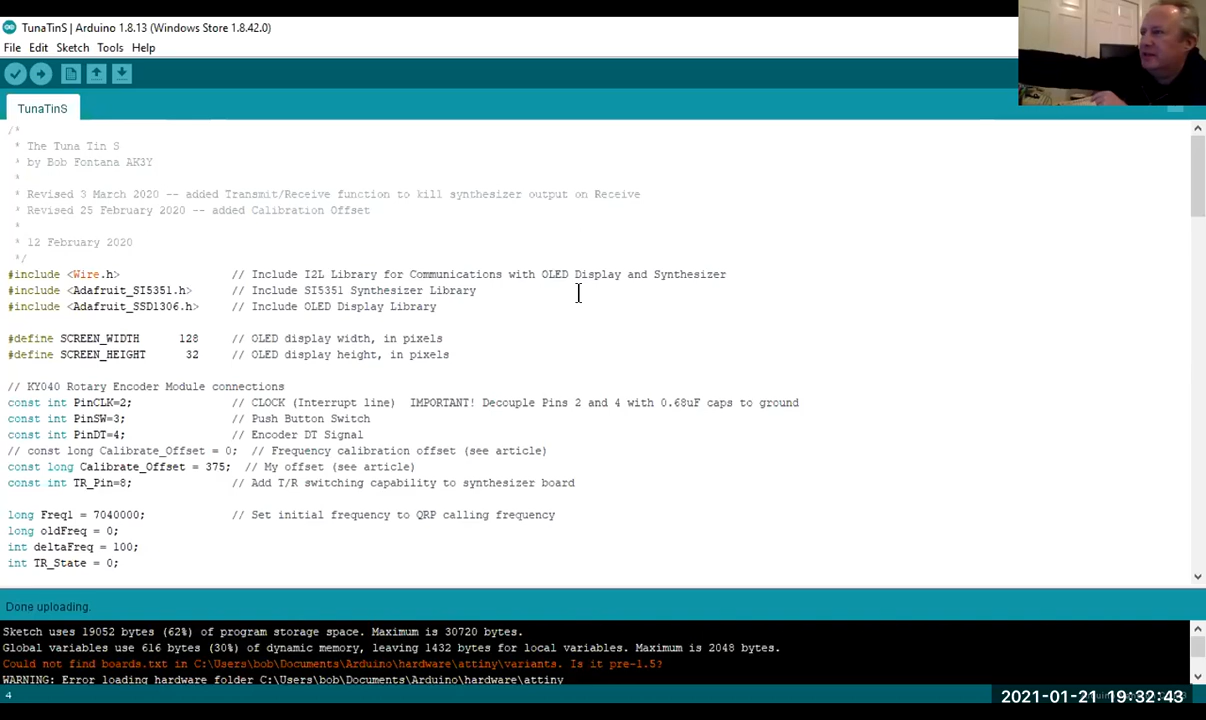 TunaTinS | Arduino 1.8.13 (Windows Store 1.8.42.0)
File Edit Sketch Tools Help
TunaTinS
/*
* The Tuna Tin S
* by Bob Fontana AK3Y
*
* Revised 3 March 2020 -- added Transmit/Receive function to kill synthesizer output on Receive
* Revised 25 February 2020 -- added Calibration Offset
*
* 12 February 2020
*/
#include <Wire.h> // Include I2L Library for Communications with OLED Display and Synthesizer
#include <Adafruit_SI5351.h> // Include SI5351 Synthesizer Library
#include <Adafruit_SSD1306.h> // Include OLED Display Library
#define SCREEN_WIDTH 128 // OLED display width, in pixels
#define SCREEN_HEIGHT 32 // OLED display height, in pixels
// KY040 Rotary Encoder Module connections
const int PinCLK=2; // CLOCK (Interrupt line) IMPORTANT! Decouple Pins 2 and 4 with 0.68uF caps to ground
const int PinSW=3; // Push Button Switch
const int PinDT=4; // Encoder DT Signal
// const long Calibrate_Offset = 0; // Frequency calibration offset (see article)
const long Calibrate_Offset = 375; // My offset (see article)
const int TR_Pin=8; // Add T/R switching capability to synthesizer board
long Freq1 = 7040000; // Set initial frequency to QRP calling frequency
long oldFreq = 0;
int deltaFreq = 100;
int TR_State = 0;
Done uploading.
Sketch uses 19052 bytes (62%) of program storage space. Maximum is 30720 bytes.
Global variables use 616 bytes (30%) of dynamic memory, leaving 1432 bytes for local variables. Maximum is 2048 bytes.
Could not find boards.txt in C:\Users\bob\Documents\Arduino\hardware\attiny\variants. Is it pre-1.5?
WARNING: Error loading hardware folder C:\Users\bob\Documents\Arduino\hardware\attiny
4
2021-01-21 19:32:43